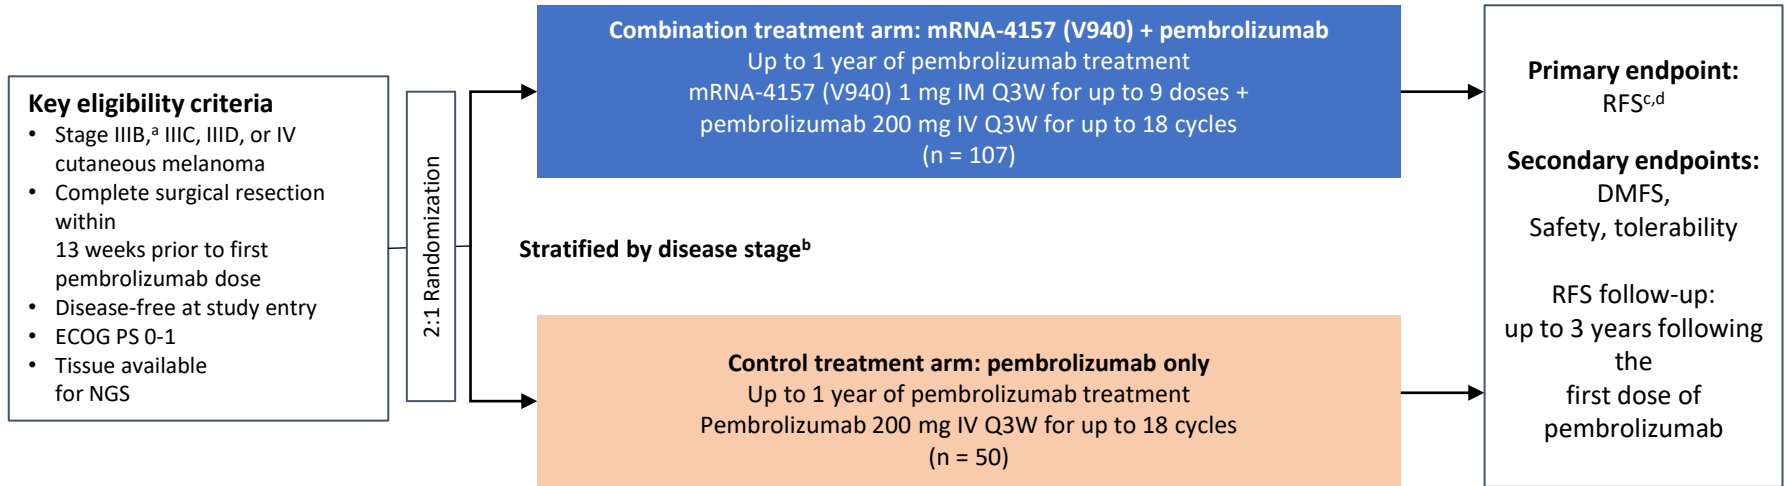 Key eligibility criteria
• Stage IIIB,ᵃ IIIC, IIID, or IV
cutaneous melanoma
• Complete surgical resection
within
13 weeks prior to first
pembrolizumab dose
• Disease-free at study entry
• ECOG PS 0-1
• Tissue available
for NGS
2:1 Randomization
Combination treatment arm: mRNA-4157 (V940) + pembrolizumab
Up to 1 year of pembrolizumab treatment
mRNA-4157 (V940) 1 mg IM Q3W for up to 9 doses +
pembrolizumab 200 mg IV Q3W for up to 18 cycles
(n = 107)
Stratified by disease stageᵇ
Control treatment arm: pembrolizumab only
Up to 1 year of pembrolizumab treatment
Pembrolizumab 200 mg IV Q3W for up to 18 cycles
(n = 50)
Primary endpoint:
RFSᶜ,ᵈ
Secondary endpoints:
DMFS,
Safety, tolerability
RFS follow-up:
up to 3 years following
the
first dose of
pembrolizumab